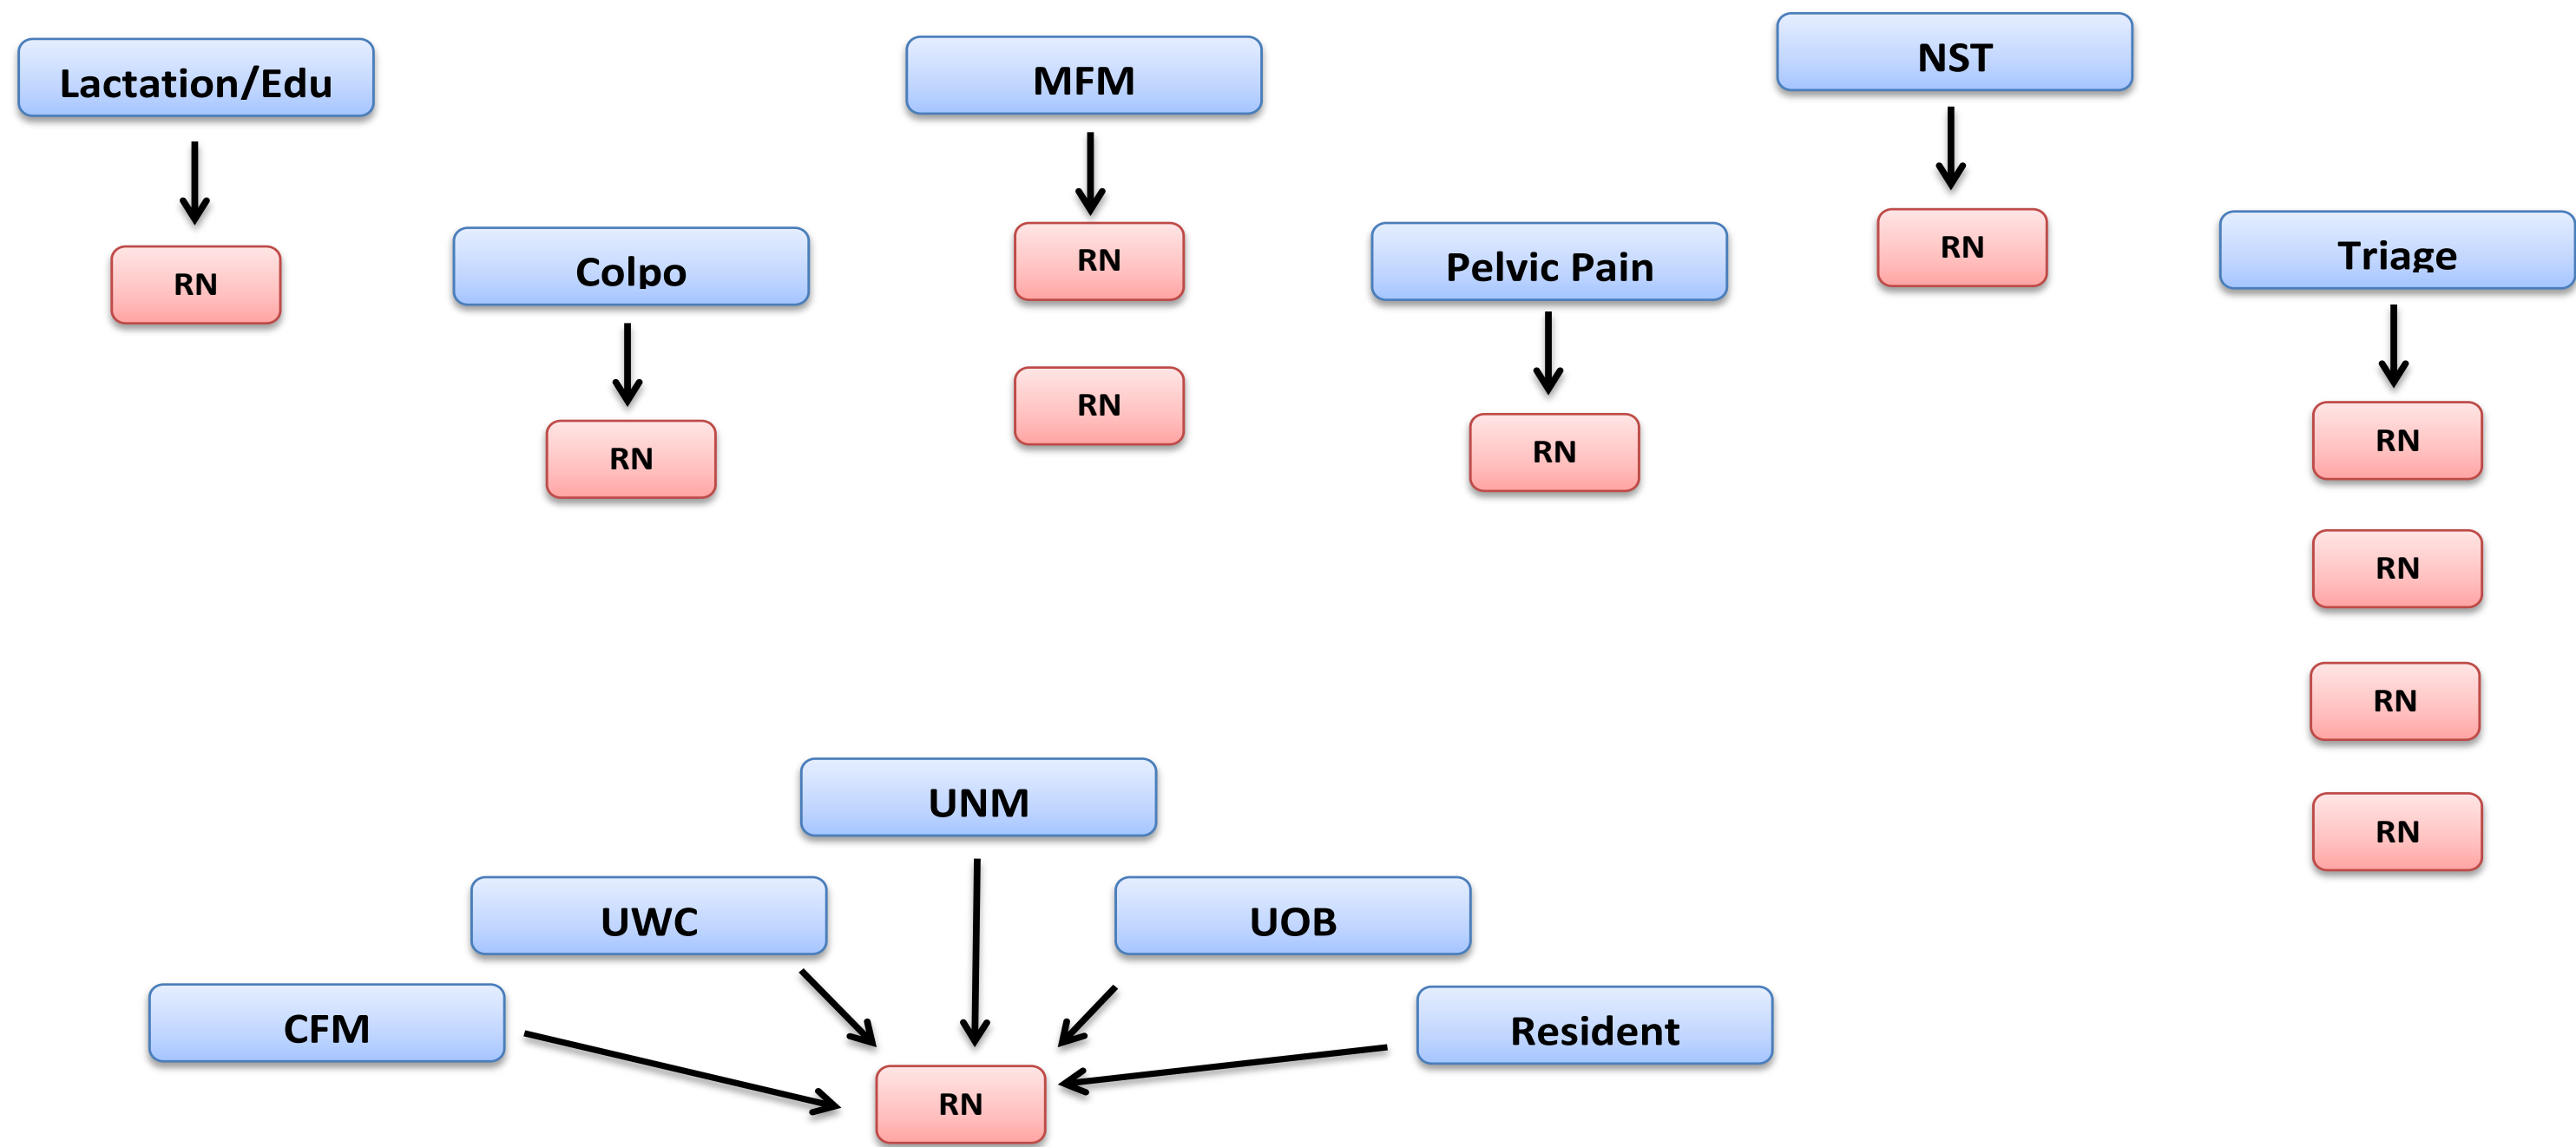 Lactation/Edu
RN
Colpo
RN
MFM
RN
RN
Pelvic Pain
RN
NST
RN
Triage
RN
RN
RN
RN
UNM
UWC
UOB
CFM
Resident
RN